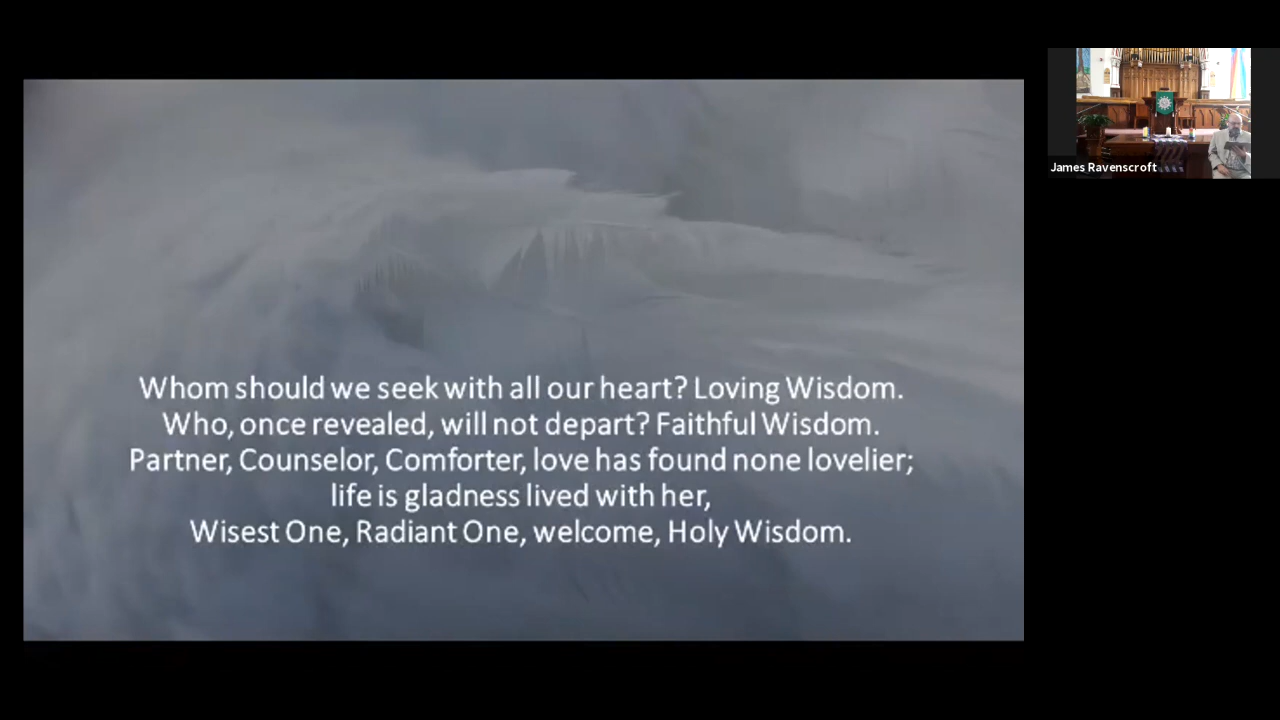 Whom should we seek with all our heart? Loving Wisdom.
Who, once revealed, will not depart? Faithful Wisdom.
Partner, Counselor, Comforter, love has found none lovelier;
life is gladness lived with her,
Wisest One, Radiant One, welcome, Holy Wisdom.
James Ravenscroft